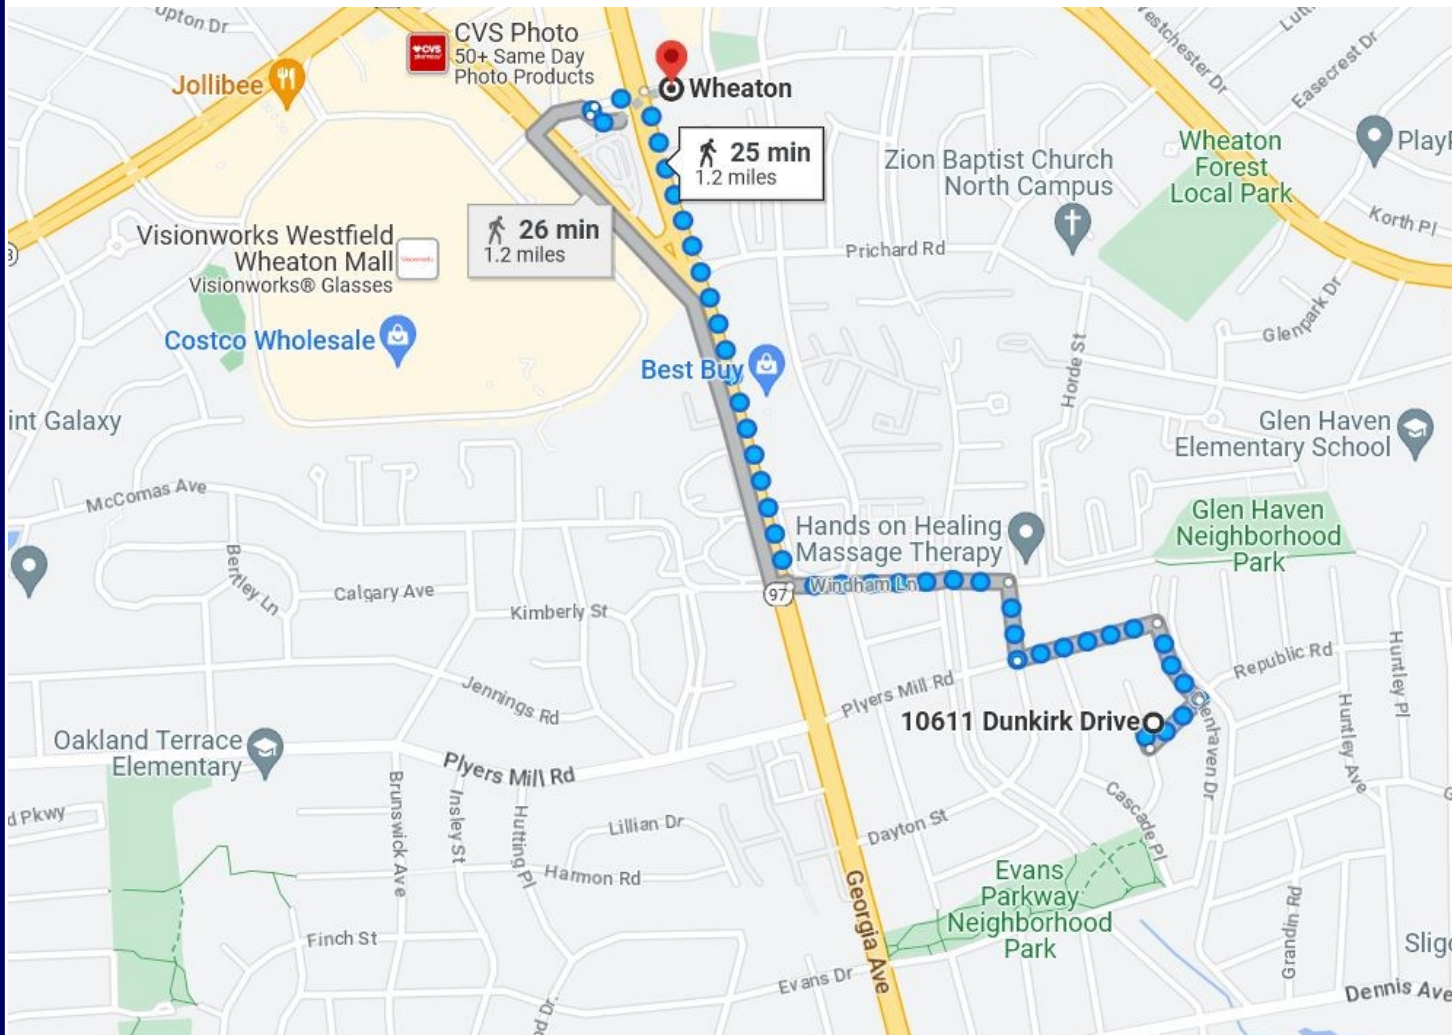 Upton Dr
CVS Photo
50+ Same Day
Photo Products
CVS
pharmacy
Jollibee
Wheaton
25 min
1.2 miles
26 min
1.2 miles
Zion Baptist Church
North Campus
Westchester Dr
Easecrest Dr
Wheaton
Forest
Local Park
Korth Pl
Prichard Rd
Glenpark Dr
Visionworks Westfield
Wheaton Mall
Visionworks® Glasses
Costco Wholesale
Best Buy
Horde St
int Galaxy
Glen Haven
Elementary School
McComas Ave
Glen Haven
Neighborhood
Park
Hands on Healing
Massage Therapy
Bentley Ln
Calgary Ave
Kimberly St
97
Windham Ln
Huntley Pl
Republic Rd
Jennings Rd
Plyers Mill Rd
10611 Dunkirk Drive
Glenhaven Dr
Huntley Ave
Oakland Terrace
Elementary
Plyers Mill Rd
Brunswick Ave
Insley St
Hutting Pl
Cascade Pl
d Pkwy
Lillian Dr
Dayton St
Harmon Rd
Georgia Ave
Evans
Parkway
Neighborhood
Park
Grandin Rd
Finch St
Evans Dr
Dennis Ave